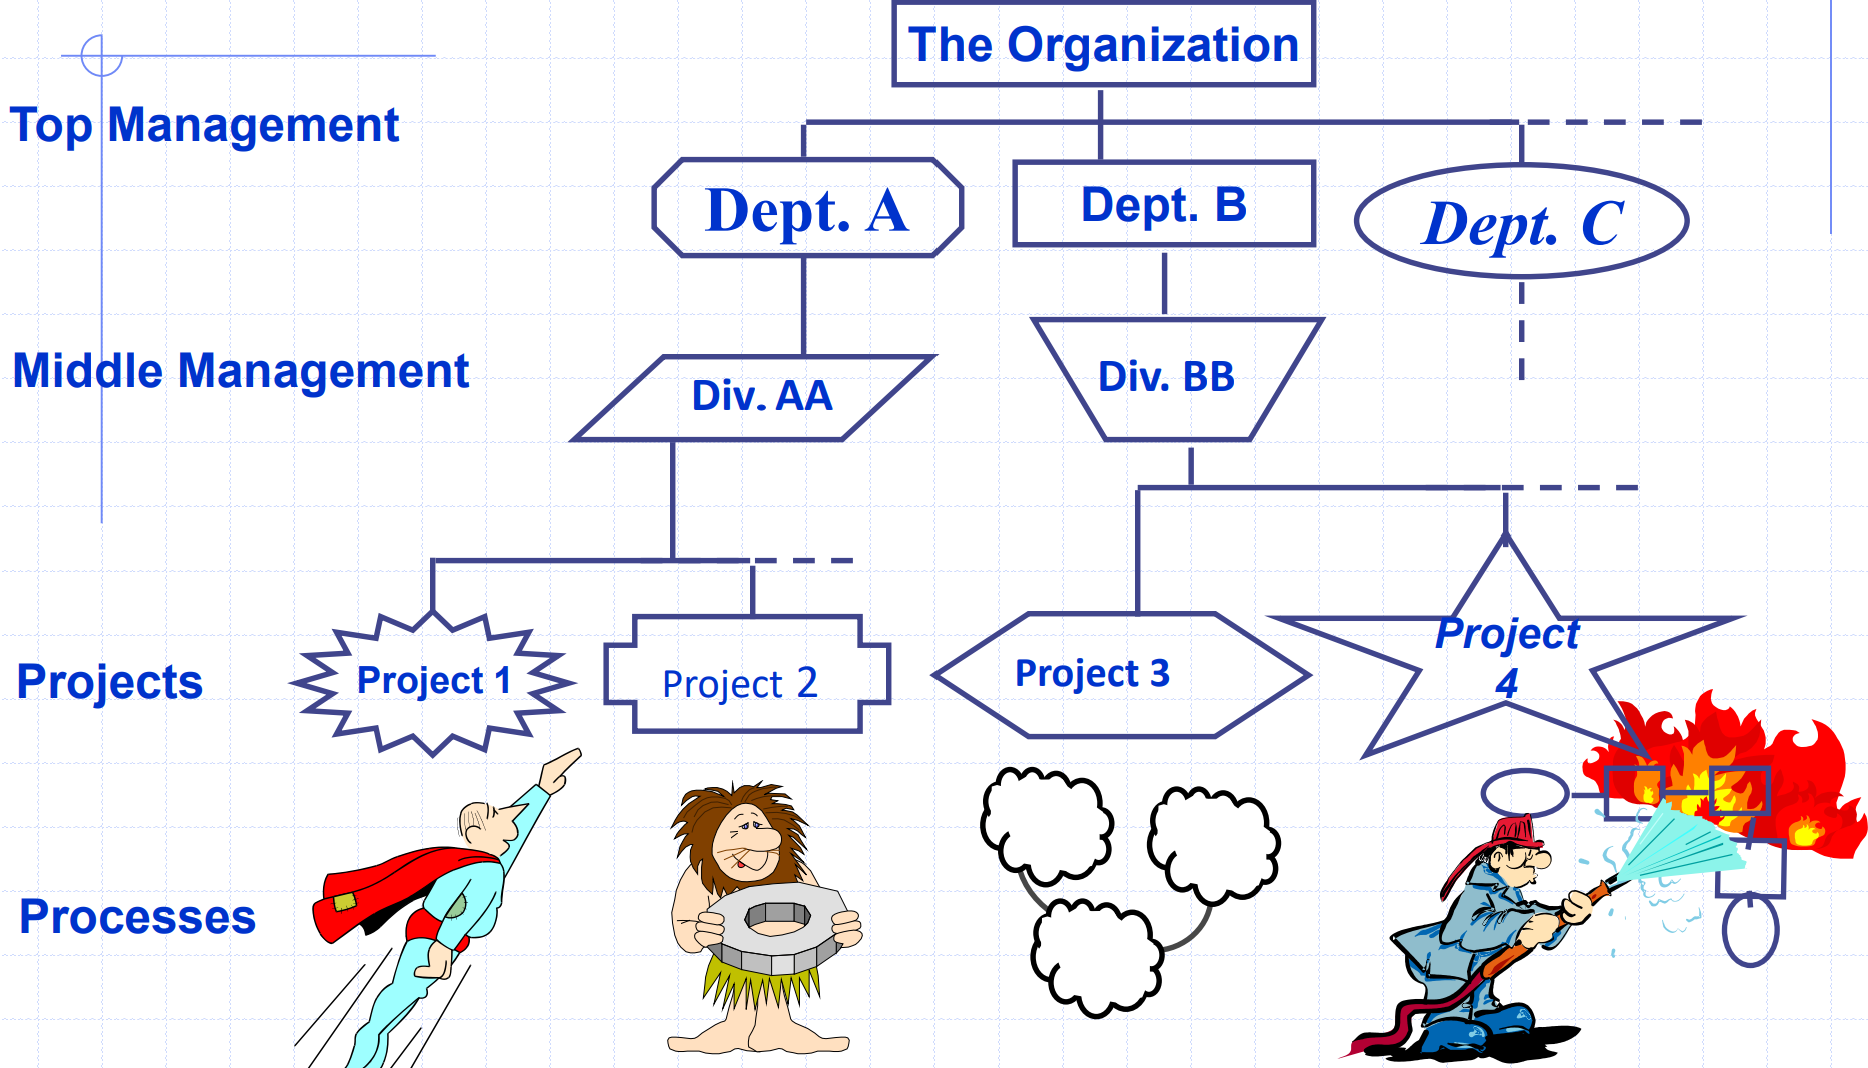 The Organization
Top Management
Dept. A
Dept. B
Dept. C
Middle Management
Div. AA
Div. BB
Projects
Project 1
Project 2
Project 3
Project
4
Processes